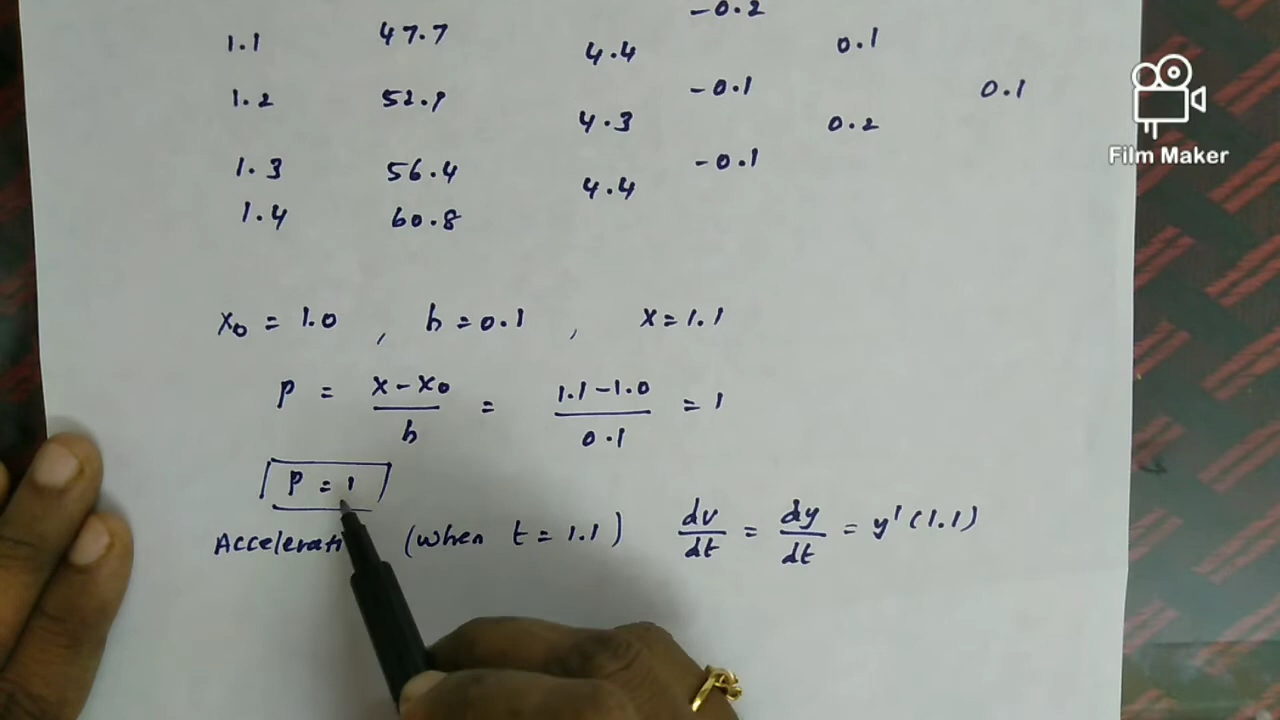 -0.2
1.1 47.7 4.4 0.1
1.2 52.1 -0.1 0.1
4.3 0.2
1.3 56.4 4.4 -0.1
1.4 60.8
x₀ = 1.0 , h = 0.1 , x = 1.1
P = x - x₀ / h = 1.1 - 1.0 / 0.1 = 1
P = 1
Accelerati (when t = 1.1) dv/dt = dy/dt = y'(1.1)
Film Maker